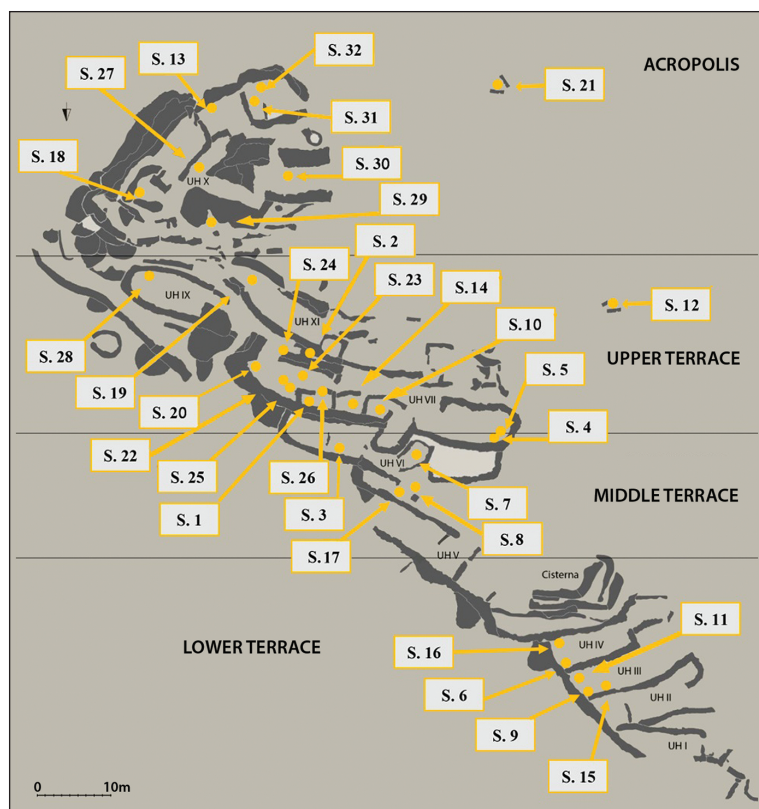 S. 32
S. 13
S. 27
ACROPOLIS
S. 21
S. 31
S. 18
S. 30
UH X
S. 29
S. 2
S. 24
S. 23
S. 14
UH IX
S. 12
UH XI
S. 10
S. 28
UPPER TERRACE
S. 5
S. 19
UH VII
S. 20
S. 4
S. 22
UH VI
S. 25
S. 26
S. 7
MIDDLE TERRACE
S. 1
S. 3
S. 8
S. 17
UH V
Cisterna
S. 11
LOWER TERRACE
S. 16
UH IV
UH III
S. 6
UH II
S. 9
UH I
S. 15
0 10m